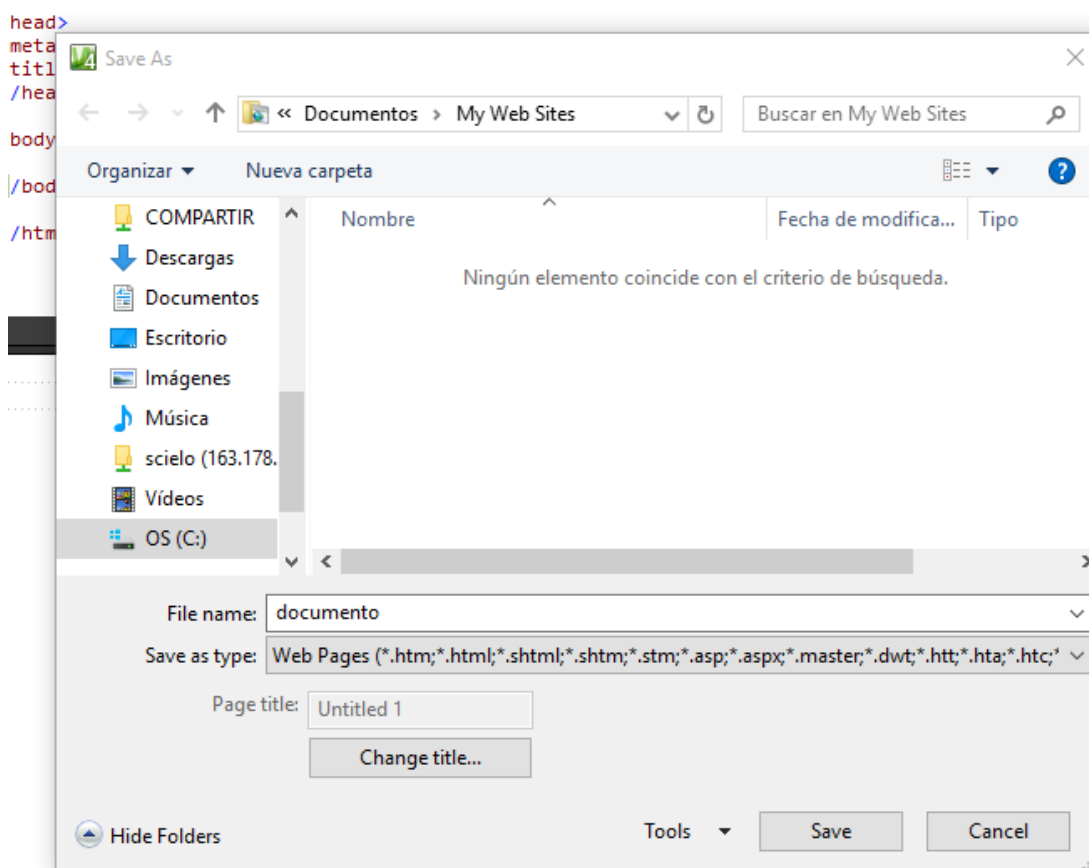 head>
meta
titl
/hea
body
/bod
/htm
Save As
« Documentos > My Web Sites
Buscar en My Web Sites
Organizar
Nueva carpeta
COMPARTIR
Descargas
Documentos
Escritorio
Imágenes
Música
scielo (163.178.
Vídeos
OS (C:)
Nombre
Fecha de modifica...
Tipo
Ningún elemento coincide con el criterio de búsqueda.
File name: documento
Save as type: Web Pages (*.htm;*.html;*.shtml;*.shtm;*.stm;*.asp;*.aspx;*.master;*.dwt;*.htt;*.hta;*.htc;*
Page title: Untitled 1
Change title...
Hide Folders
Tools
Save
Cancel